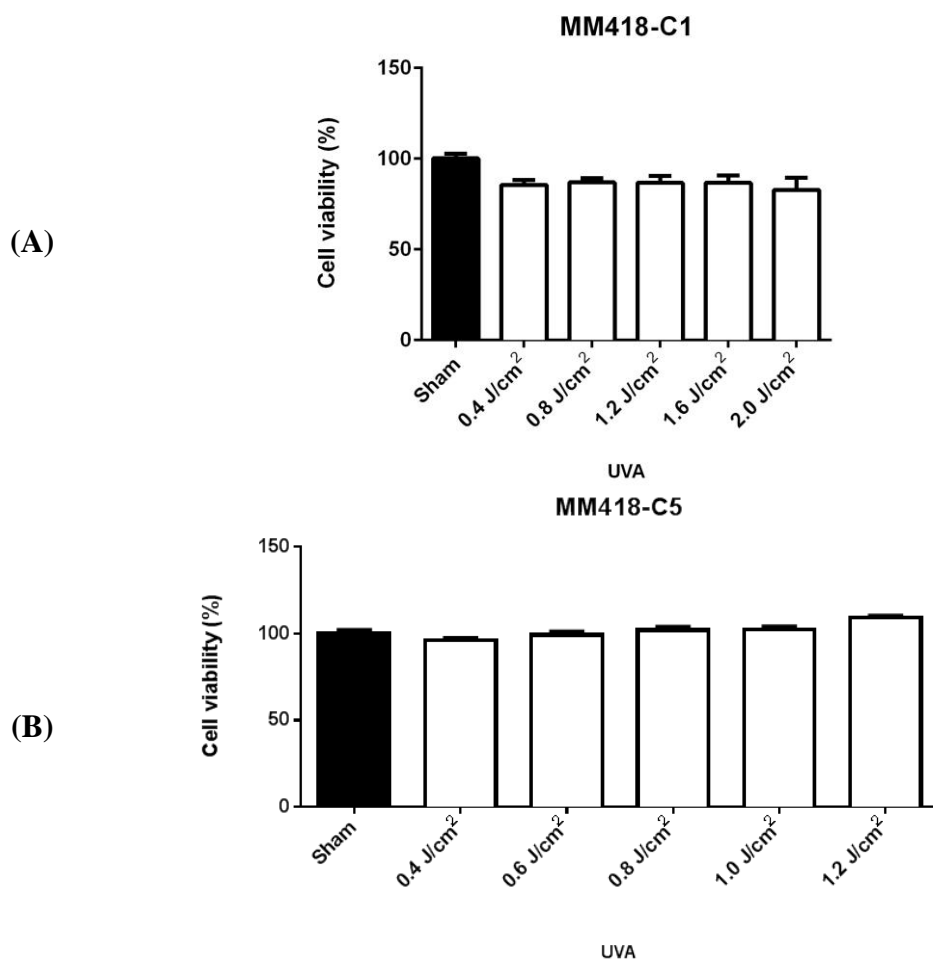 MM418-C1
(A)
Cell viability (%)
150
100
50
0
Sham
0.4 J/cm²
0.8 J/cm²
1.2 J/cm²
1.6 J/cm²
2.0 J/cm²
UVA
MM418-C5
(B)
Cell viability (%)
150
100
50
0
Sham
0.4 J/cm²
0.6 J/cm²
0.8 J/cm²
1.0 J/cm²
1.2 J/cm²
UVA